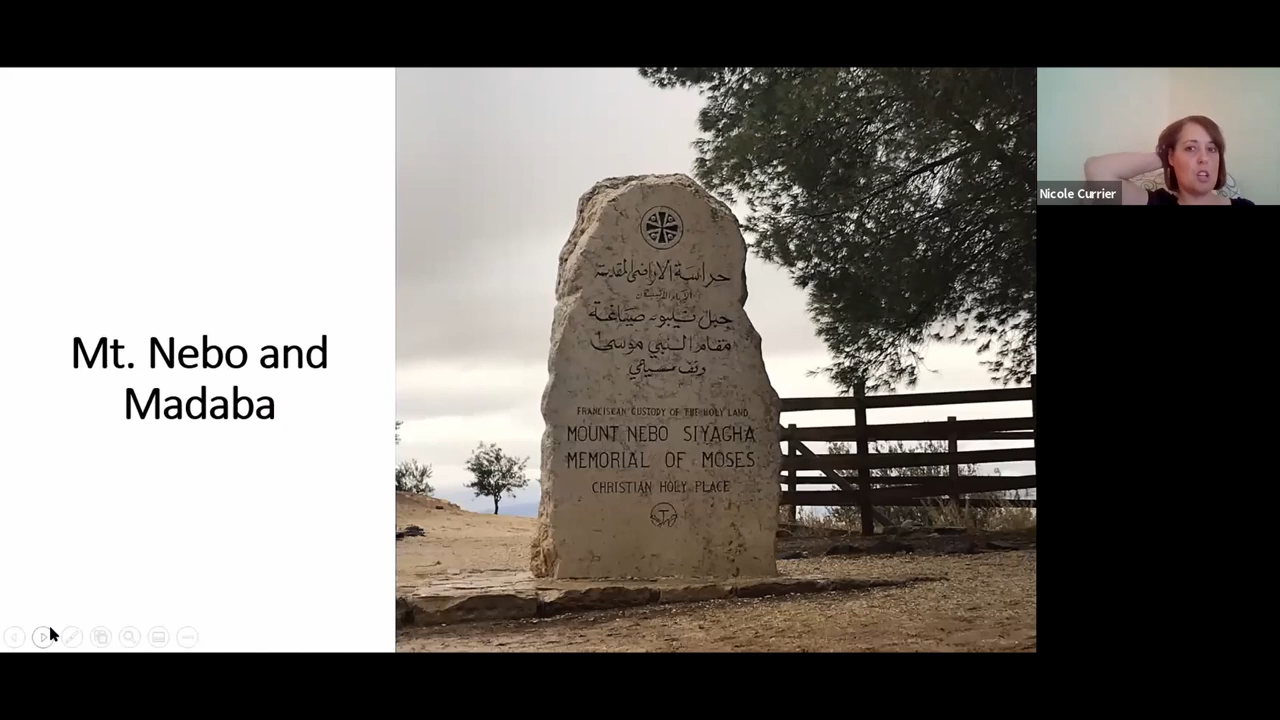 Mt. Nebo and
Madaba
حراسة الاراضي المقدسة
جبل نيبو صياغة
مقام النبي موسى
وقف مسيحي
FRANCISCAN CUSTODY OF THE HOLY LAND
MOUNT NEBO SIYAGHA
MEMORIAL OF MOSES
CHRISTIAN HOLY PLACE
Nicole Currier